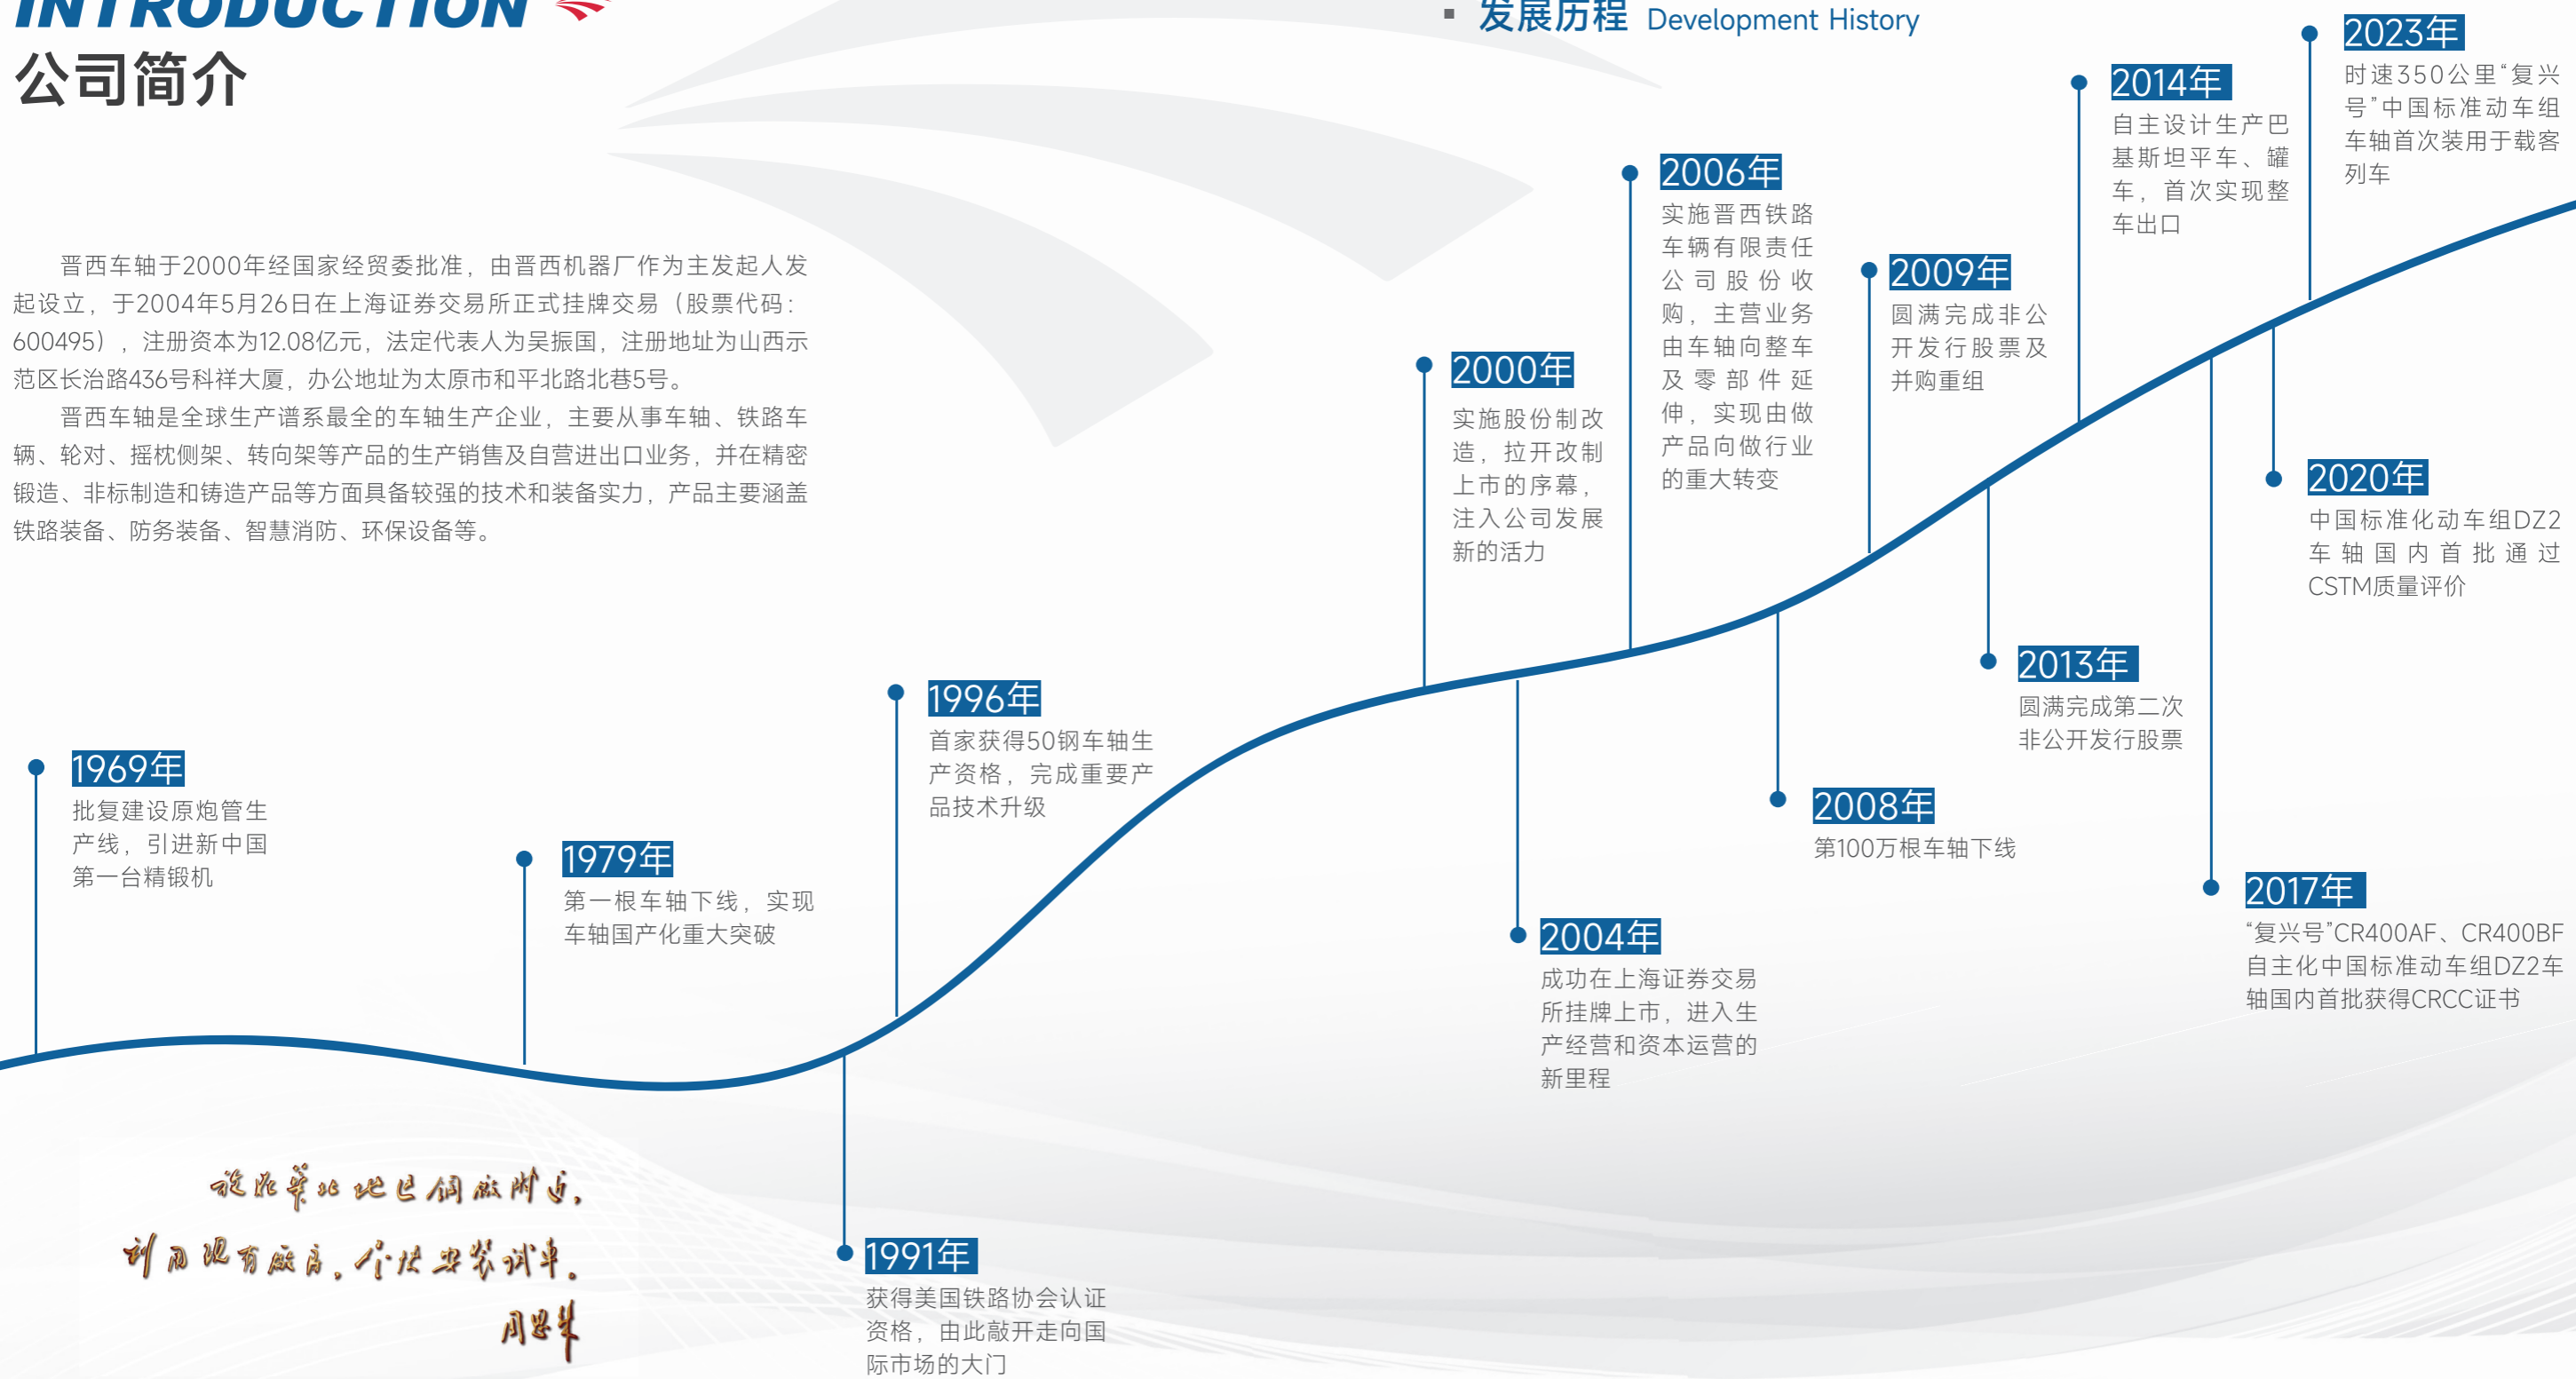 INTRODUCTION
公司简介
晋西车轴于2000年经国家经贸委批准，由晋西机器厂作为主发起人发
起设立，于2004年5月26日在上海证券交易所正式挂牌交易（股票代码：
600495），注册资本为12.08亿元，法定代表人为吴振国，注册地址为山西示
范区长治路436号科祥大厦，办公地址为太原市和平北路北巷5号。
晋西车轴是全球生产谱系最全的车轴生产企业，主要从事车轴、铁路车
辆、轮对、摇枕侧架、转向架等产品的生产销售及自营进出口业务，并在精密
锻造、非标制造和铸造产品等方面具备较强的技术和装备实力，产品主要涵盖
铁路装备、防务装备、智慧消防、环保设备等。
发展历程 Development History
1969年
批复建设原炮管生
产线，引进新中国
第一台精锻机
1979年
第一根车轴下线，实现
车轴国产化重大突破
1991年
获得美国铁路协会认证
资格，由此敲开走向国
际市场的大门
1996年
首家获得50钢车轴生
产资格，完成重要产
品技术升级
2000年
实施股份制改
造，拉开改制
上市的序幕，
注入公司发展
新的活力
2004年
成功在上海证券交易
所挂牌上市，进入生
产经营和资本运营的
新里程
2006年
实施晋西铁路
车辆有限责任
公司股份收
购，主营业务
由车轴向整车
及零部件延
伸，实现由做
产品向做行业
的重大转变
2008年
第100万根车轴下线
2009年
圆满完成非公
开发行股票及
并购重组
2013年
圆满完成第二次
非公开发行股票
2014年
自主设计生产巴
基斯坦平车、罐
车，首次实现整
车出口
2017年
“复兴号”CR400AF、CR400BF
自主化中国标准动车组DZ2车
轴国内首批获得CRCC证书
2020年
中国标准化动车组DZ2
车轴国内首批通过
CSTM质量评价
2023年
时速350公里“复兴
号”中国标准动车组
车轴首次装用于载客
列车
放在华北地区钢厂附近，
利用现有厂房，尽快安装试车。
周恩来